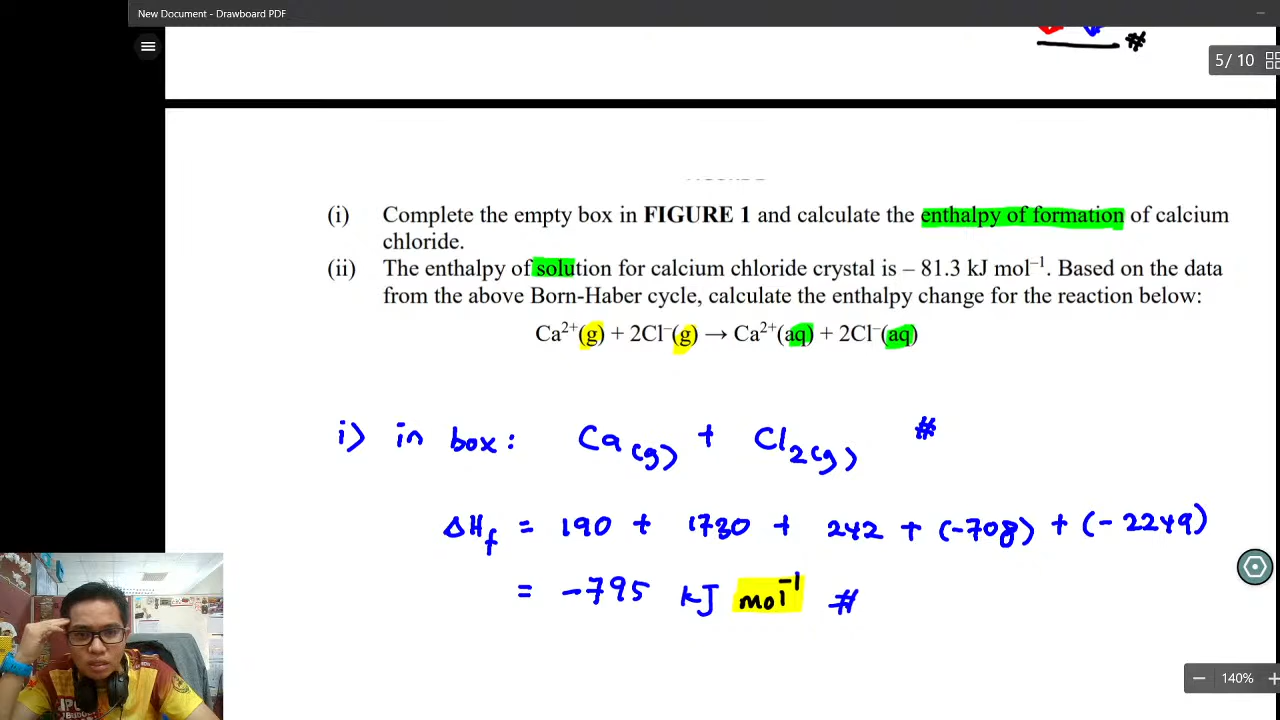 New Document - Drawboard PDF
#
5 / 10
(i) Complete the empty box in FIGURE 1 and calculate the enthalpy of formation of calcium
chloride.
(ii) The enthalpy of solution for calcium chloride crystal is – 81.3 kJ mol⁻¹. Based on the data
from the above Born-Haber cycle, calculate the enthalpy change for the reaction below:
Ca²⁺(g) + 2Cl⁻(g) → Ca²⁺(aq) + 2Cl⁻(aq)
i) in box: Ca(g) + Cl₂(g) #
ΔHf = 190 + 1730 + 242 + (-708) + (-2249)
= -795 kJ mol⁻¹ #
140%